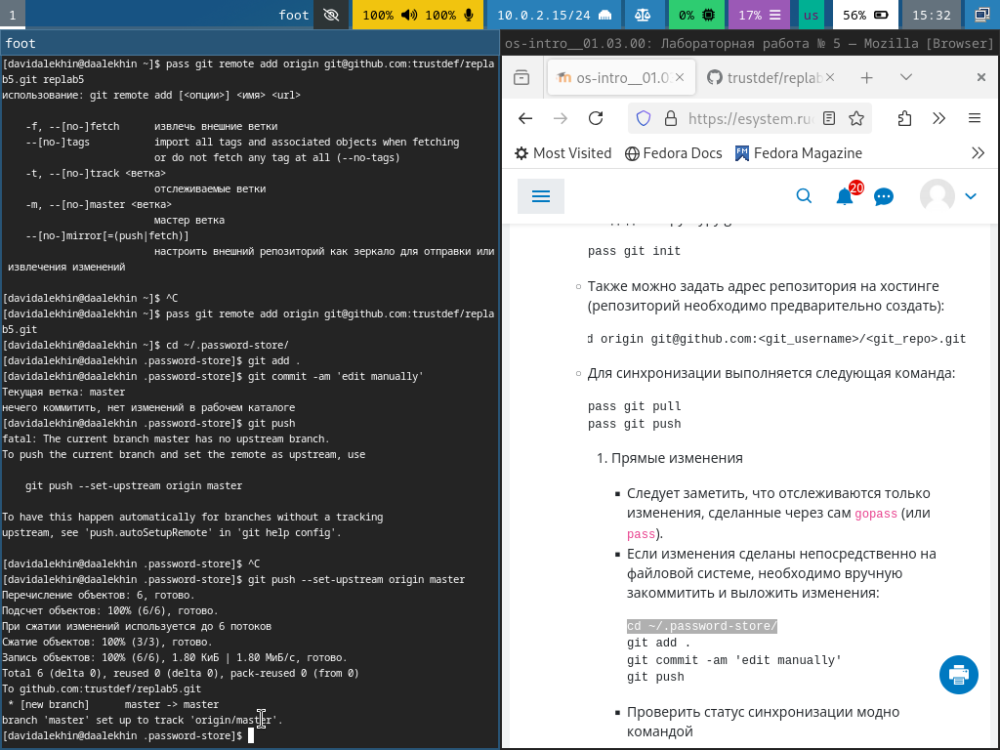 1
foot
100%
100%
10.0.2.15/24
0%
17%
us
56%
15:32
foot
[davidalekhin@daalekhin ~]$ pass git remote add origin git@github.com:trustdef/repla
b5.git replab5
использование: git remote add [<опции>] <имя> <url>
-f, --[no-]fetch извлечь внешние ветки
--[no-]tags import all tags and associated objects when fetching
or do not fetch any tag at all (--no-tags)
-t, --[no-]track <ветка>
отслеживаемые ветки
-m, --[no-]master <ветка>
мастер ветка
--[no-]mirror[=(push|fetch)]
настроить внешний репозиторий как зеркало для отправки или
извлечения изменений
[davidalekhin@daalekhin ~]$ ^C
[davidalekhin@daalekhin ~]$ pass git remote add origin git@github.com:trustdef/repla
b5.git
[davidalekhin@daalekhin ~]$ cd ~/.password-store/
[davidalekhin@daalekhin .password-store]$ git add .
[davidalekhin@daalekhin .password-store]$ git commit -am 'edit manually'
Текущая ветка: master
нечего коммитить, нет изменений в рабочем каталоге
[davidalekhin@daalekhin .password-store]$ git push
fatal: The current branch master has no upstream branch.
To push the current branch and set the remote as upstream, use
git push --set-upstream origin master
To have this happen automatically for branches without a tracking
upstream, see 'push.autoSetupRemote' in 'git help config'.
[davidalekhin@daalekhin .password-store]$ ^C
[davidalekhin@daalekhin .password-store]$ git push --set-upstream origin master
Перечисление объектов: 6, готово.
Подсчет объектов: 100% (6/6), готово.
При сжатии изменений используется до 6 потоков
Сжатие объектов: 100% (3/3), готово.
Запись объектов: 100% (6/6), 1.80 КиБ | 1.80 МиБ/с, готово.
Total 6 (delta 0), reused 0 (delta 0), pack-reused 0 (from 0)
To github.com:trustdef/replab5.git
* [new branch] master -> master
branch 'master' set up to track 'origin/master'.
[davidalekhin@daalekhin .password-store]$
os-intro__01.03.00: Лабораторная работа № 5 — Mozilla [Browser]
os-intro__01.0
trustdef/replab
https://esystem.ru
Most Visited
Fedora Docs
Fedora Magazine
20
pass git init
Также можно задать адрес репозитория на хостинге
(репозиторий необходимо предварительно создать):
d origin git@github.com:<git_username>/<git_repo>.git
Для синхронизации выполняется следующая команда:
pass git pull
pass git push
1. Прямые изменения
Следует заметить, что отслеживаются только
изменения, сделанные через сам gopass (или
pass).
Если изменения сделаны непосредственно на
файловой системе, необходимо вручную
закоммитить и выложить изменения:
cd ~/.password-store/
git add .
git commit -am 'edit manually'
git push
Проверить статус синхронизации модно
командой